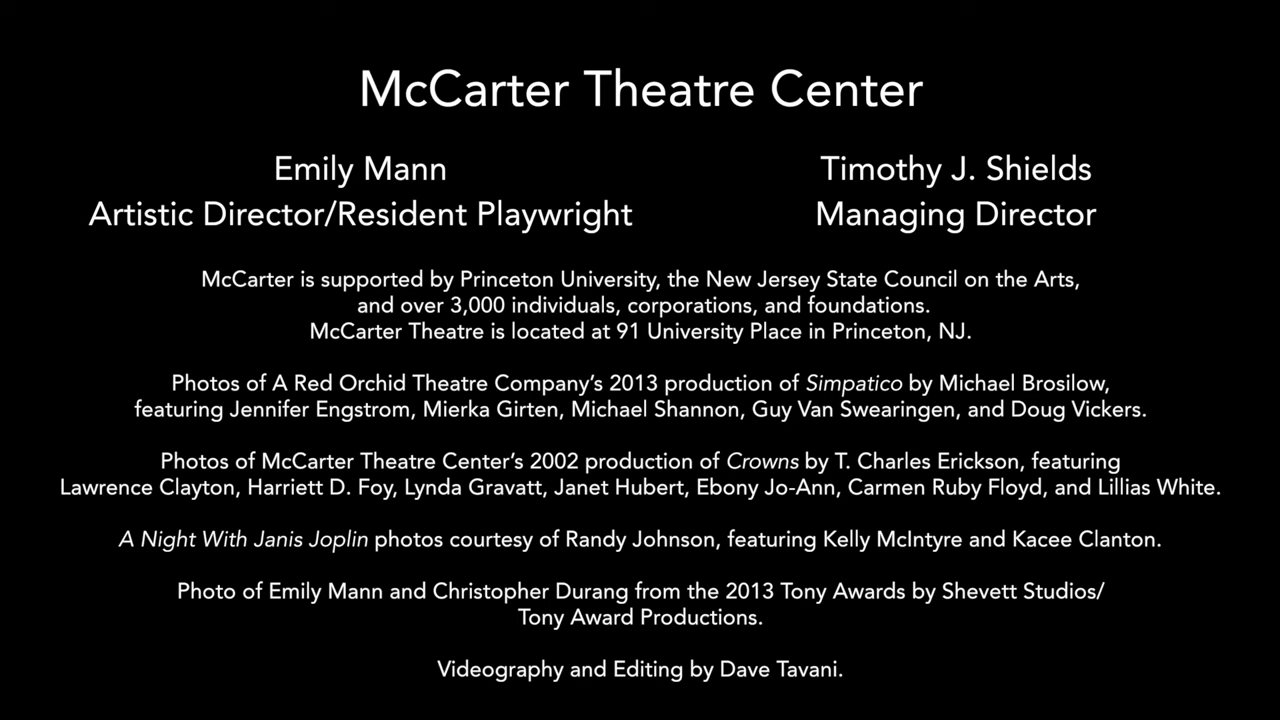 McCarter Theatre Center
Emily Mann
Artistic Director/Resident Playwright
Timothy J. Shields
Managing Director
McCarter is supported by Princeton University, the New Jersey State Council on the Arts,
and over 3,000 individuals, corporations, and foundations.
McCarter Theatre is located at 91 University Place in Princeton, NJ.
Photos of A Red Orchid Theatre Company’s 2013 production of Simpatico by Michael Brosilow,
featuring Jennifer Engstrom, Mierka Girten, Michael Shannon, Guy Van Swearingen, and Doug Vickers.
Photos of McCarter Theatre Center’s 2002 production of Crowns by T. Charles Erickson, featuring
Lawrence Clayton, Harriett D. Foy, Lynda Gravatt, Janet Hubert, Ebony Jo-Ann, Carmen Ruby Floyd, and Lillias White.
A Night With Janis Joplin photos courtesy of Randy Johnson, featuring Kelly McIntyre and Kacee Clanton.
Photo of Emily Mann and Christopher Durang from the 2013 Tony Awards by Shevett Studios/
Tony Award Productions.
Videography and Editing by Dave Tavani.